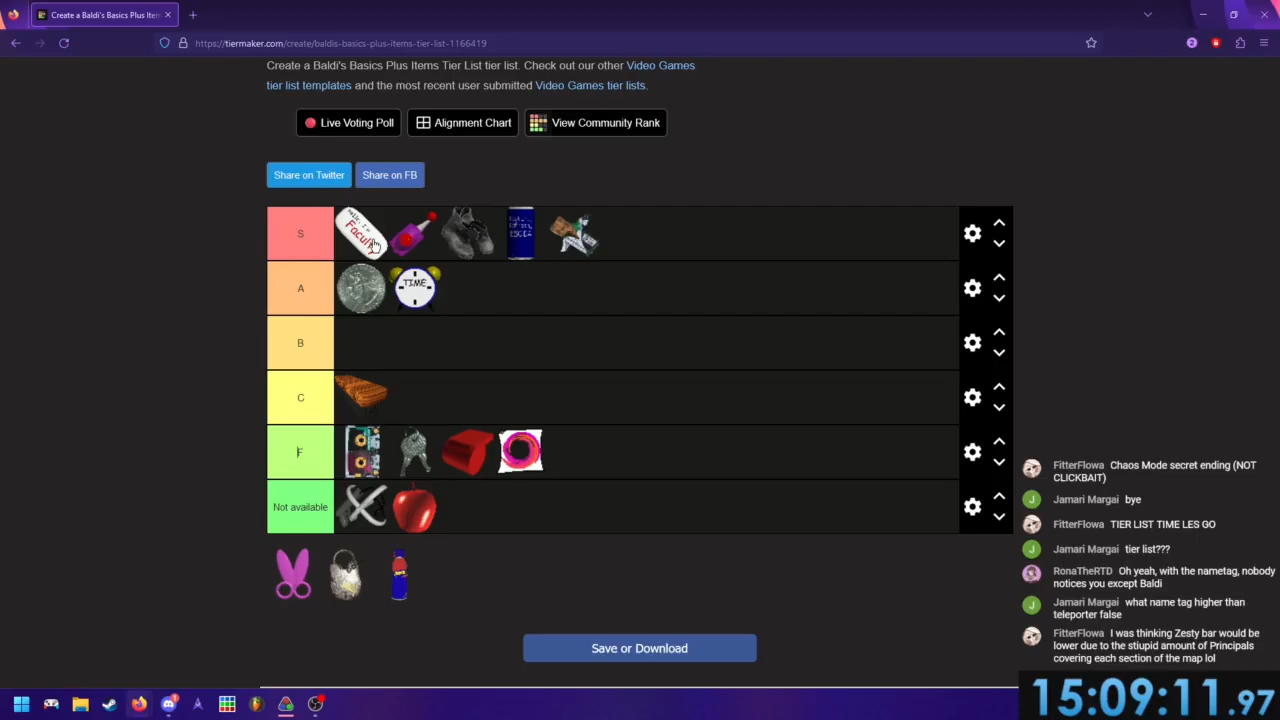 Create a Baldi's Basics Plus Item
https://tiermaker.com/create/baldis-basics-plus-items-tier-list-1166419
Create a Baldi's Basics Plus Items Tier List tier list. Check out our other Video Games
tier list templates and the most recent user submitted Video Games tier lists.
Live Voting Poll
Alignment Chart
View Community Rank
Share on Twitter
Share on FB
S
Hello, I'm
Faculty
A
TIME
B
C
F
Not available
Save or Download
FitterFlowa Chaos Mode secret ending (NOT
CLICKBAIT)
Jamari Margai bye
FitterFlowa TIER LIST TIME LES GO
Jamari Margai tier list???
RonaTheRTD Oh yeah, with the nametag, nobody
notices you except Baldi
Jamari Margai what name tag higher than
teleporter false
FitterFlowa I was thinking Zesty bar would be
lower due to the stiupid amount of Principals
covering each section of the map lol
15:09:11.97